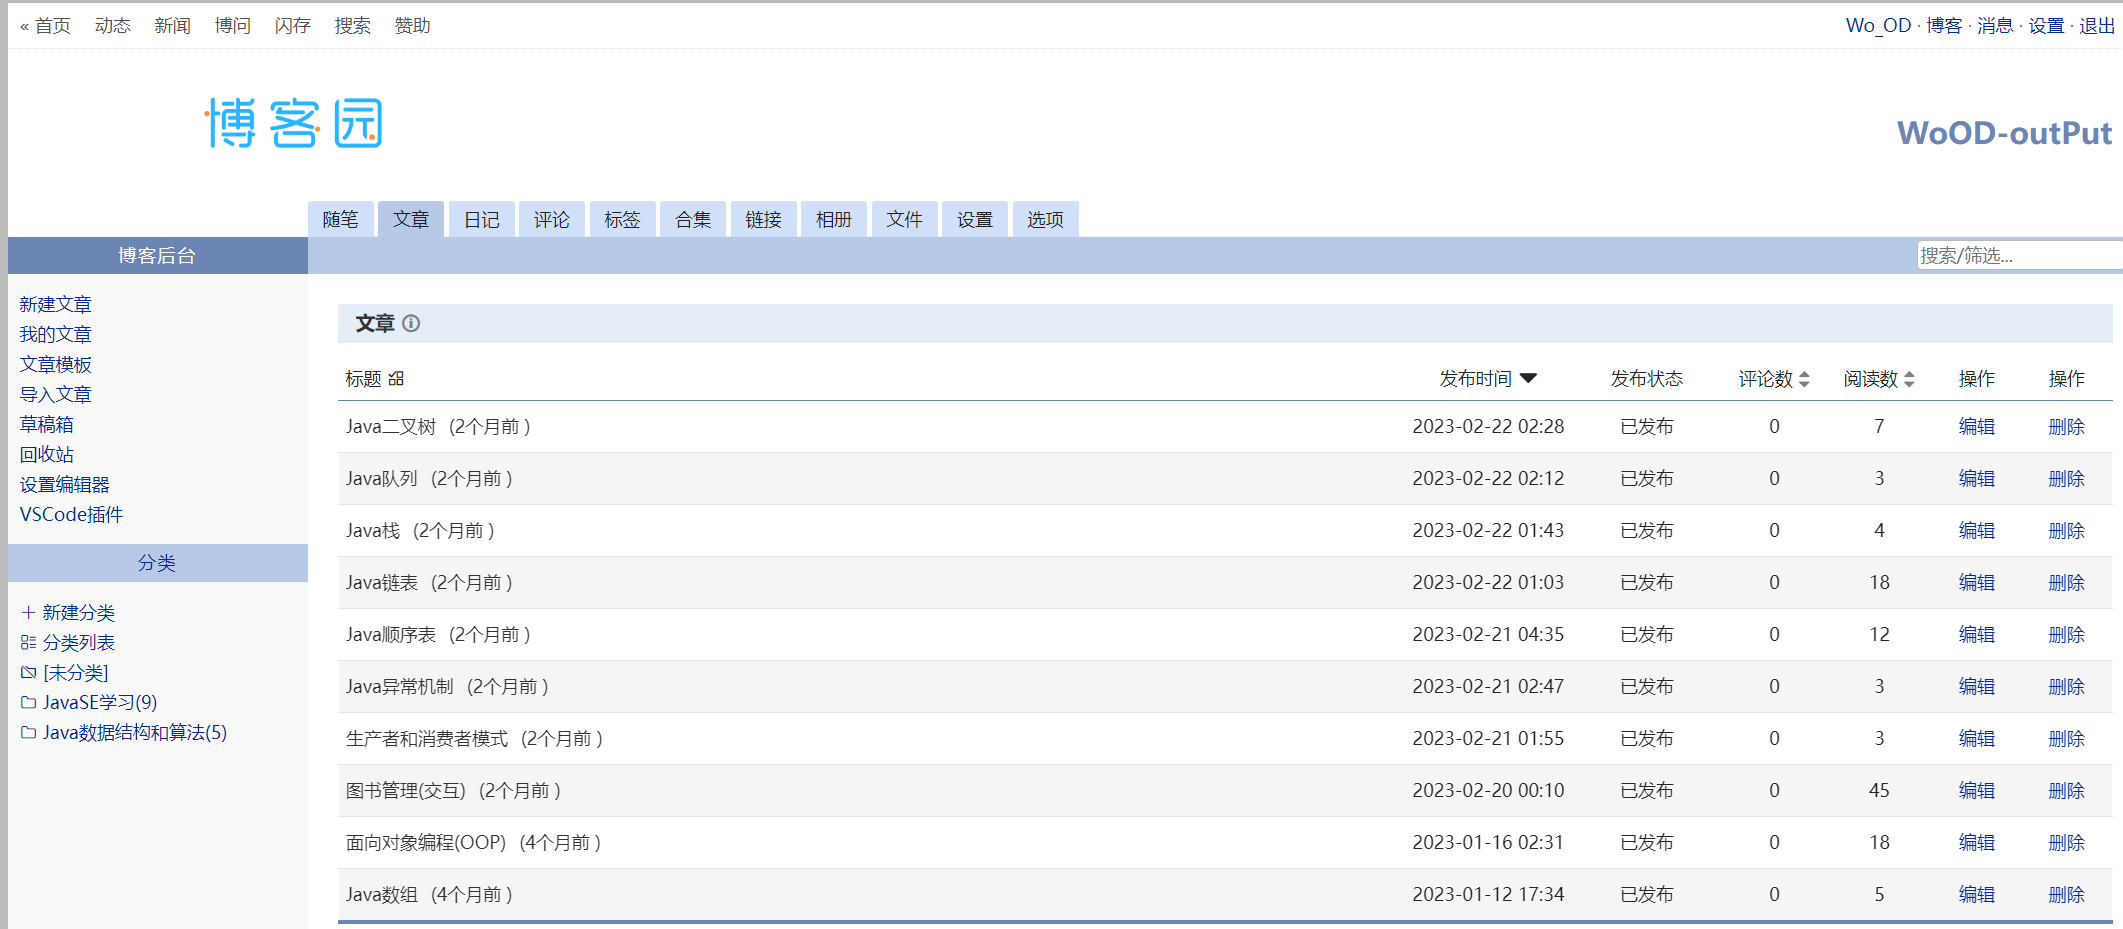 « 首页 动态 新闻 博问 闪存 搜索 赞助 Wo_OD · 博客 · 消息 · 设置 · 退出
博客园
WoOD-outPut
随笔 文章 日记 评论 标签 合集 链接 相册 文件 设置 选项
博客后台 搜索/筛选...
新建文章
我的文章
文章模板
导入文章
草稿箱
回收站
设置编辑器
VSCode插件
分类
新建分类
分类列表
[未分类]
JavaSE学习(9)
Java数据结构和算法(5)
文章
标题 发布时间 发布状态 评论数 阅读数 操作 操作
Java二叉树 (2个月前 ) 2023-02-22 02:28 已发布 0 7 编辑 删除
Java队列 (2个月前 ) 2023-02-22 02:12 已发布 0 3 编辑 删除
Java栈 (2个月前 ) 2023-02-22 01:43 已发布 0 4 编辑 删除
Java链表 (2个月前 ) 2023-02-22 01:03 已发布 0 18 编辑 删除
Java顺序表 (2个月前 ) 2023-02-21 04:35 已发布 0 12 编辑 删除
Java异常机制 (2个月前 ) 2023-02-21 02:47 已发布 0 3 编辑 删除
生产者和消费者模式 (2个月前 ) 2023-02-21 01:55 已发布 0 3 编辑 删除
图书管理(交互) (2个月前 ) 2023-02-20 00:10 已发布 0 45 编辑 删除
面向对象编程(OOP) (4个月前 ) 2023-01-16 02:31 已发布 0 18 编辑 删除
Java数组 (4个月前 ) 2023-01-12 17:34 已发布 0 5 编辑 删除